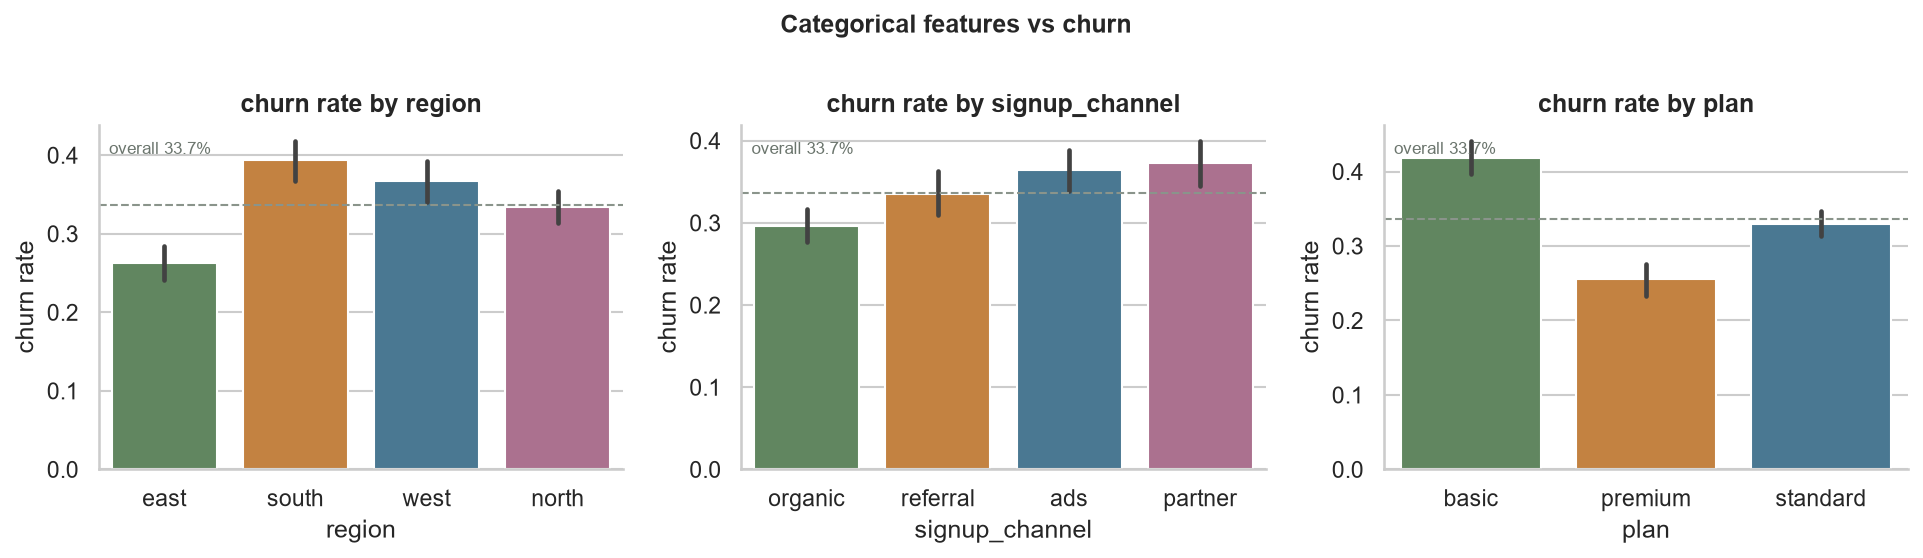 Categorical features vs churn
churn rate by region
churn rate
0.4
0.3
0.2
0.1
0.0
overall 33.7%
east south west north
region
churn rate by signup_channel
churn rate
0.4
0.3
0.2
0.1
0.0
overall 33.7%
organic referral ads partner
signup_channel
churn rate by plan
churn rate
0.4
0.3
0.2
0.1
0.0
overall 33.7%
basic premium standard
plan